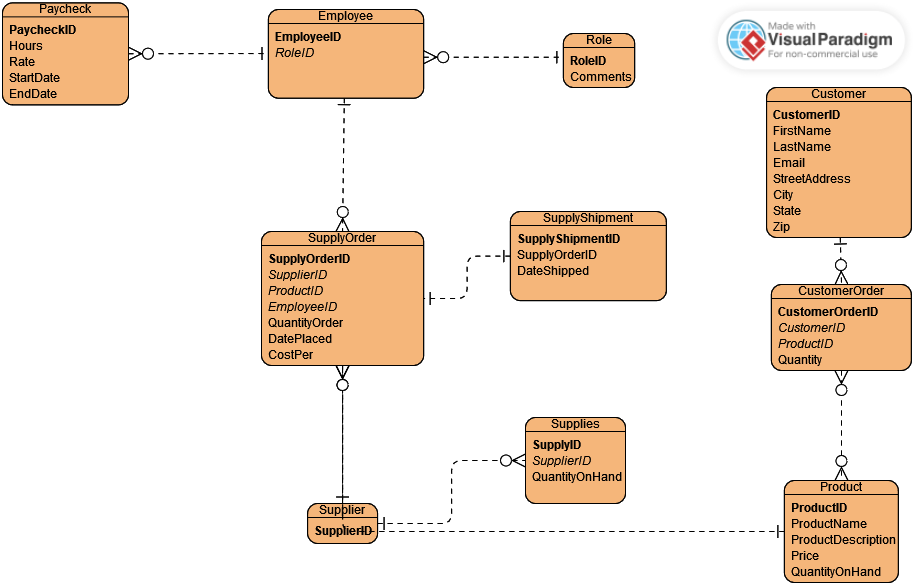 Paycheck
PaycheckID
Hours
Rate
StartDate
EndDate
Employee
EmployeeID
RoleID
Role
RoleID
Comments
Made with
Visual Paradigm
For non-commercial use
Customer
CustomerID
FirstName
LastName
Email
StreetAddress
City
State
Zip
SupplyOrder
SupplyOrderID
SupplierID
ProductID
EmployeeID
QuantityOrder
DatePlaced
CostPer
SupplyShipment
SupplyShipmentID
SupplyOrderID
DateShipped
CustomerOrder
CustomerOrderID
CustomerID
ProductID
Quantity
Supplies
SupplyID
SupplierID
QuantityOnHand
Supplier
SupplierID
Product
ProductID
ProductName
ProductDescription
Price
QuantityOnHand